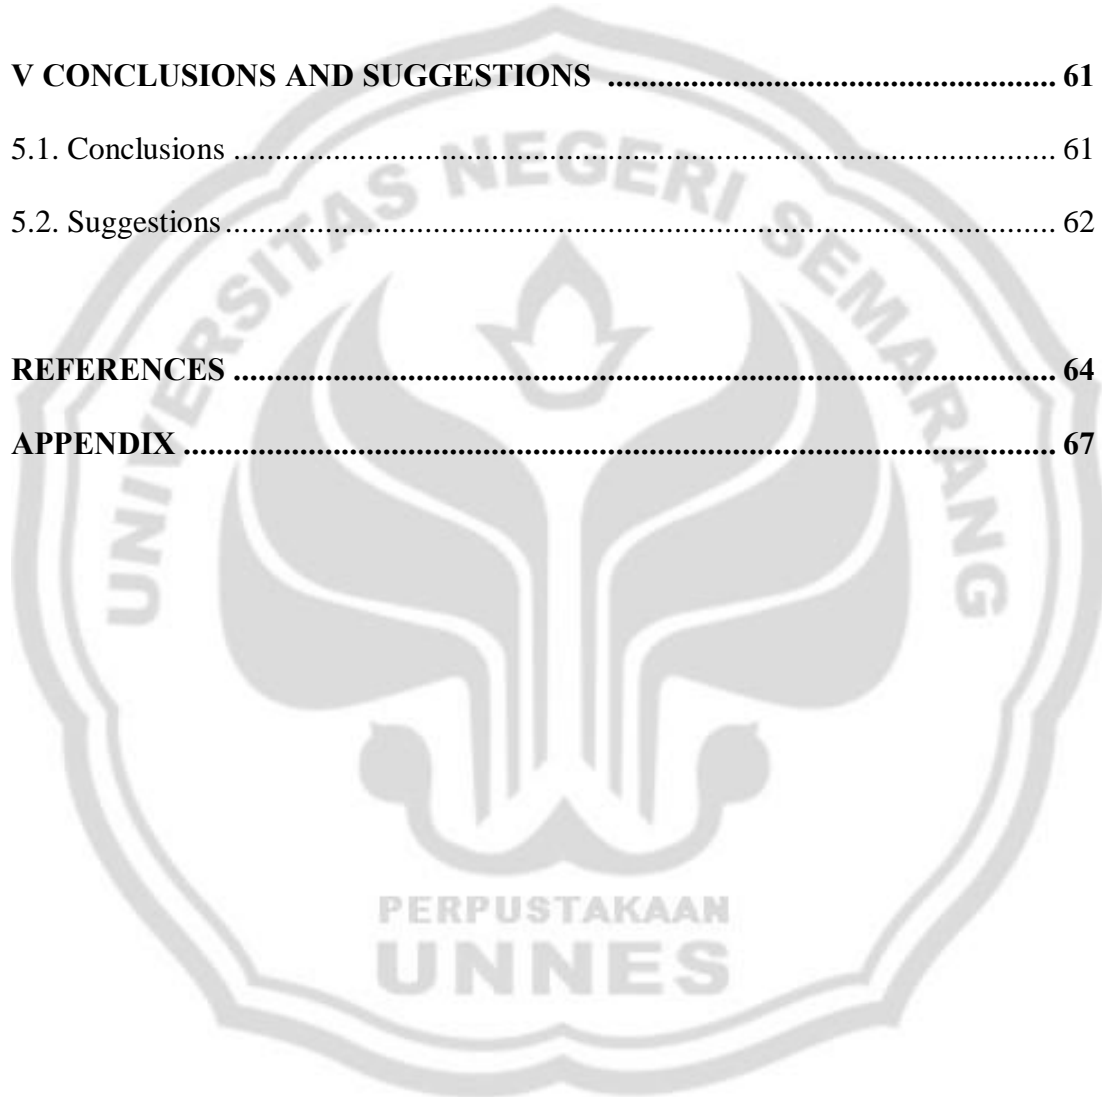 V CONCLUSIONS AND SUGGESTIONS ....................................................... 61
5.1. Conclusions ...................................................................................................... 61
5.2. Suggestions ...................................................................................................... 62
REFERENCES ..................................................................................................... 64
APPENDIX ........................................................................................................... 67
UNIVERSITAS NEGERI SEMARANG
PERPUSTAKAAN
UNNES